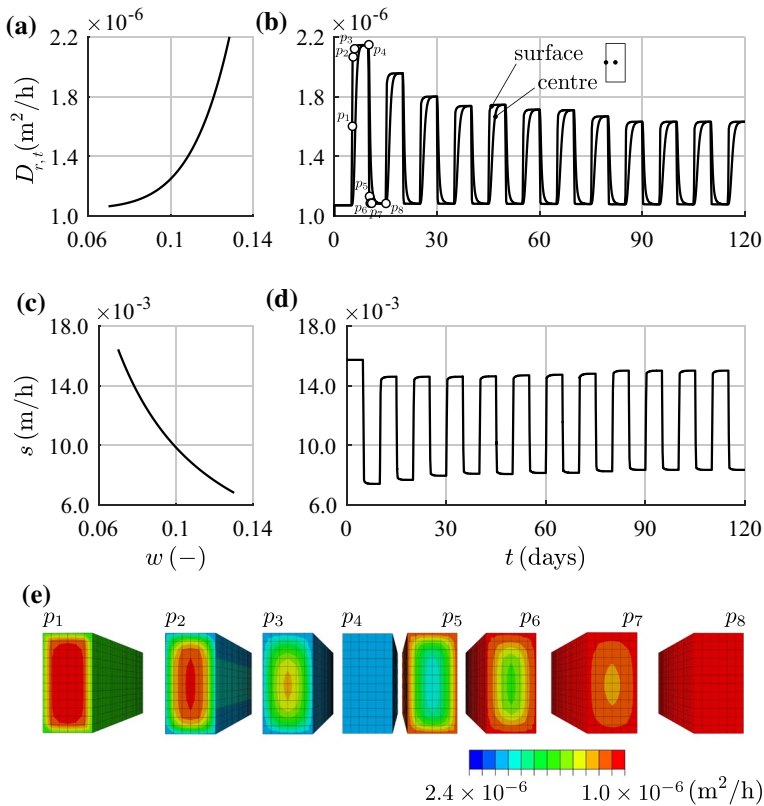 (a)
×10⁻⁶
D_{r,t}(m²/h)
2.2
1.8
1.4
1.0
0.06 0.1 0.14
(b)
×10⁻⁶
2.2
1.8
1.4
1.0
0 30 60 90 120
p₃
p₂
p₄
p₁
p₅
p₆
p₇
p₈
surface
centre
(c)
×10⁻³
s (m/h)
18.0
14.0
10.0
6.0
0.06 0.1 0.14
w (−)
(d)
×10⁻³
18.0
14.0
10.0
6.0
0 30 60 90 120
t (days)
(e)
p₁ p₂ p₃ p₄ p₅ p₆ p₇ p₈
2.4 × 10⁻⁶ 1.0 × 10⁻⁶ (m²/h)